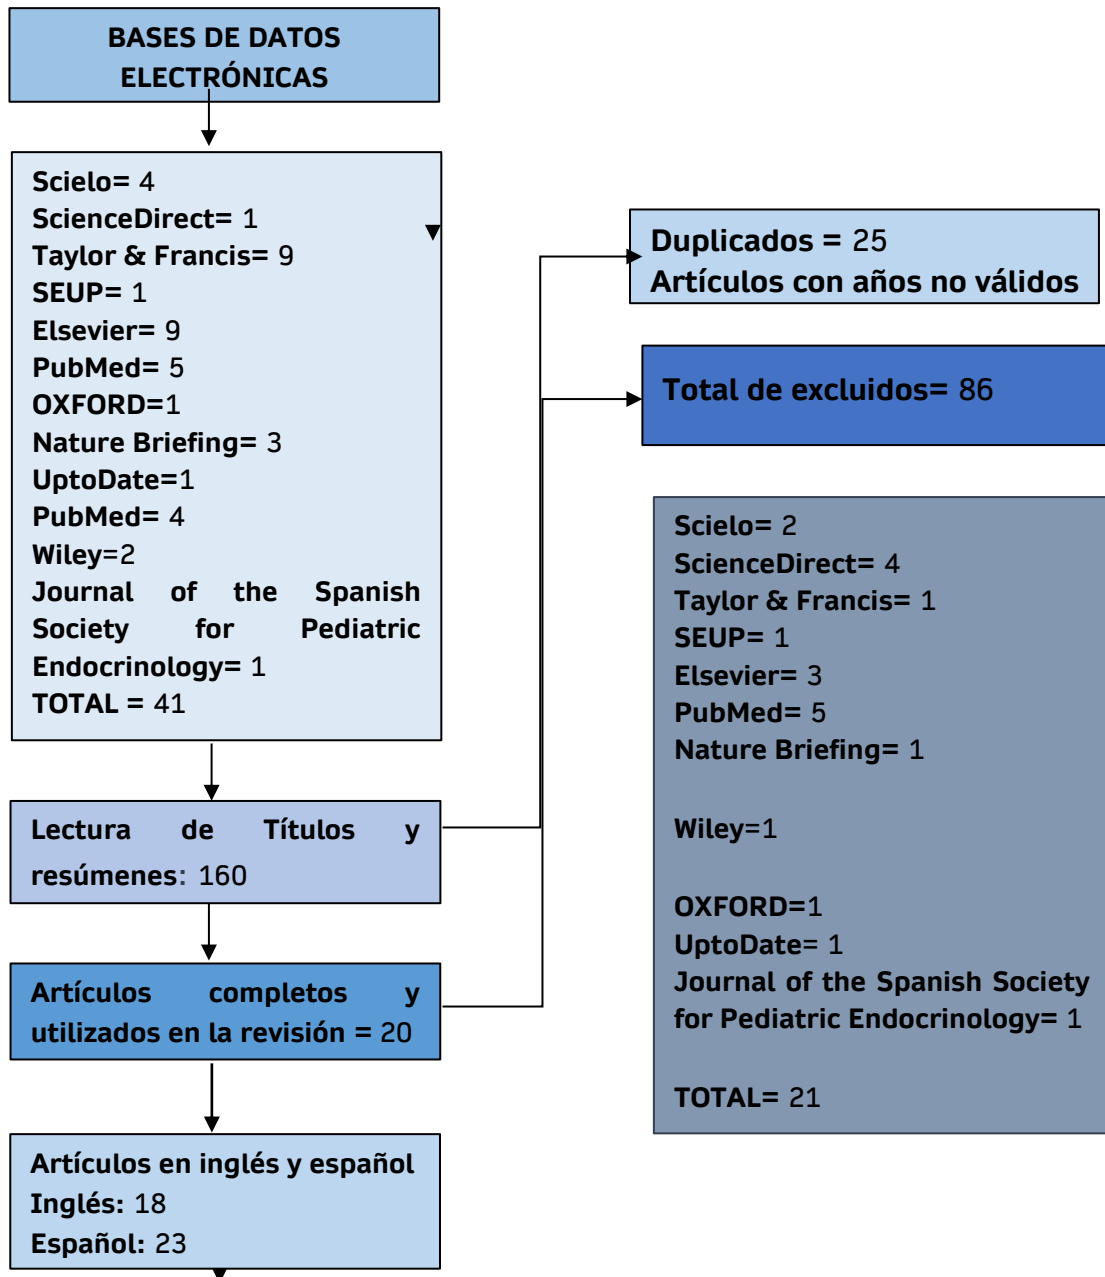 BASES DE DATOS
ELECTRÓNICAS
Scielo= 4
ScienceDirect= 1
Taylor & Francis= 9
SEUP= 1
Elsevier= 9
PubMed= 5
OXFORD=1
Nature Briefing= 3
UptoDate=1
PubMed= 4
Wiley=2
Journal of the Spanish
Society for Pediatric
Endocrinology= 1
TOTAL = 41
Lectura de Títulos y
resúmenes: 160
Artículos completos y
utilizados en la revisión = 20
Artículos en inglés y español
Inglés: 18
Español: 23
Duplicados = 25
Artículos con años no válidos
Total de excluidos= 86
Scielo= 2
ScienceDirect= 4
Taylor & Francis= 1
SEUP= 1
Elsevier= 3
PubMed= 5
Nature Briefing= 1
Wiley=1
OXFORD=1
UptoDate= 1
Journal of the Spanish Society
for Pediatric Endocrinology= 1
TOTAL= 21